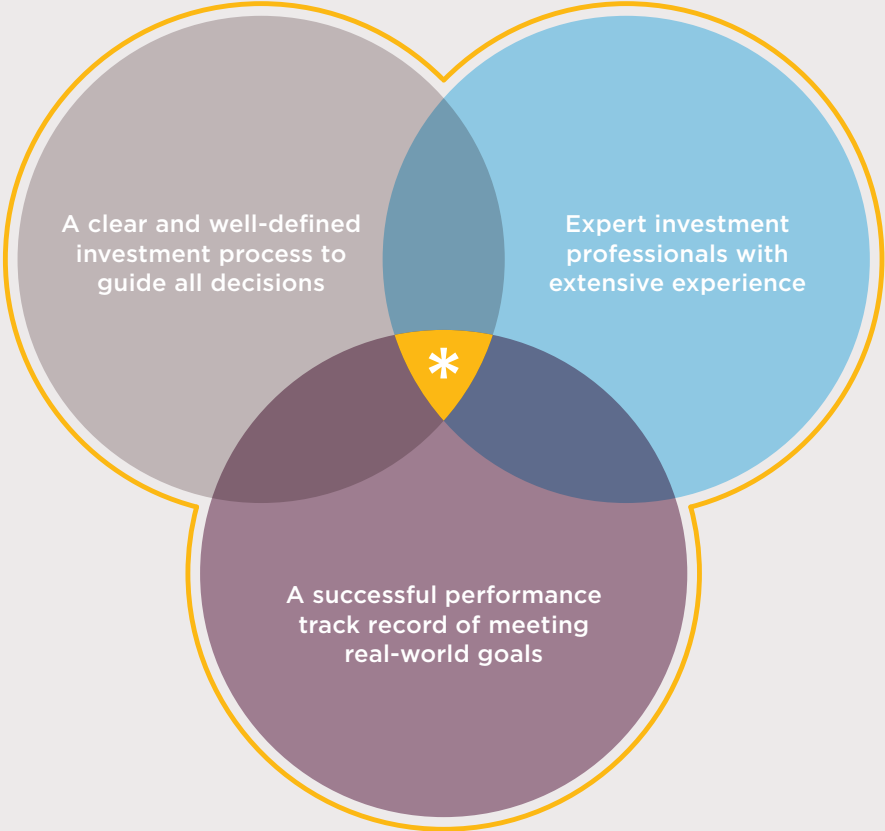 A clear and well-defined
investment process to
guide all decisions
Expert investment
professionals with
extensive experience
*
A successful performance
track record of meeting
real-world goals